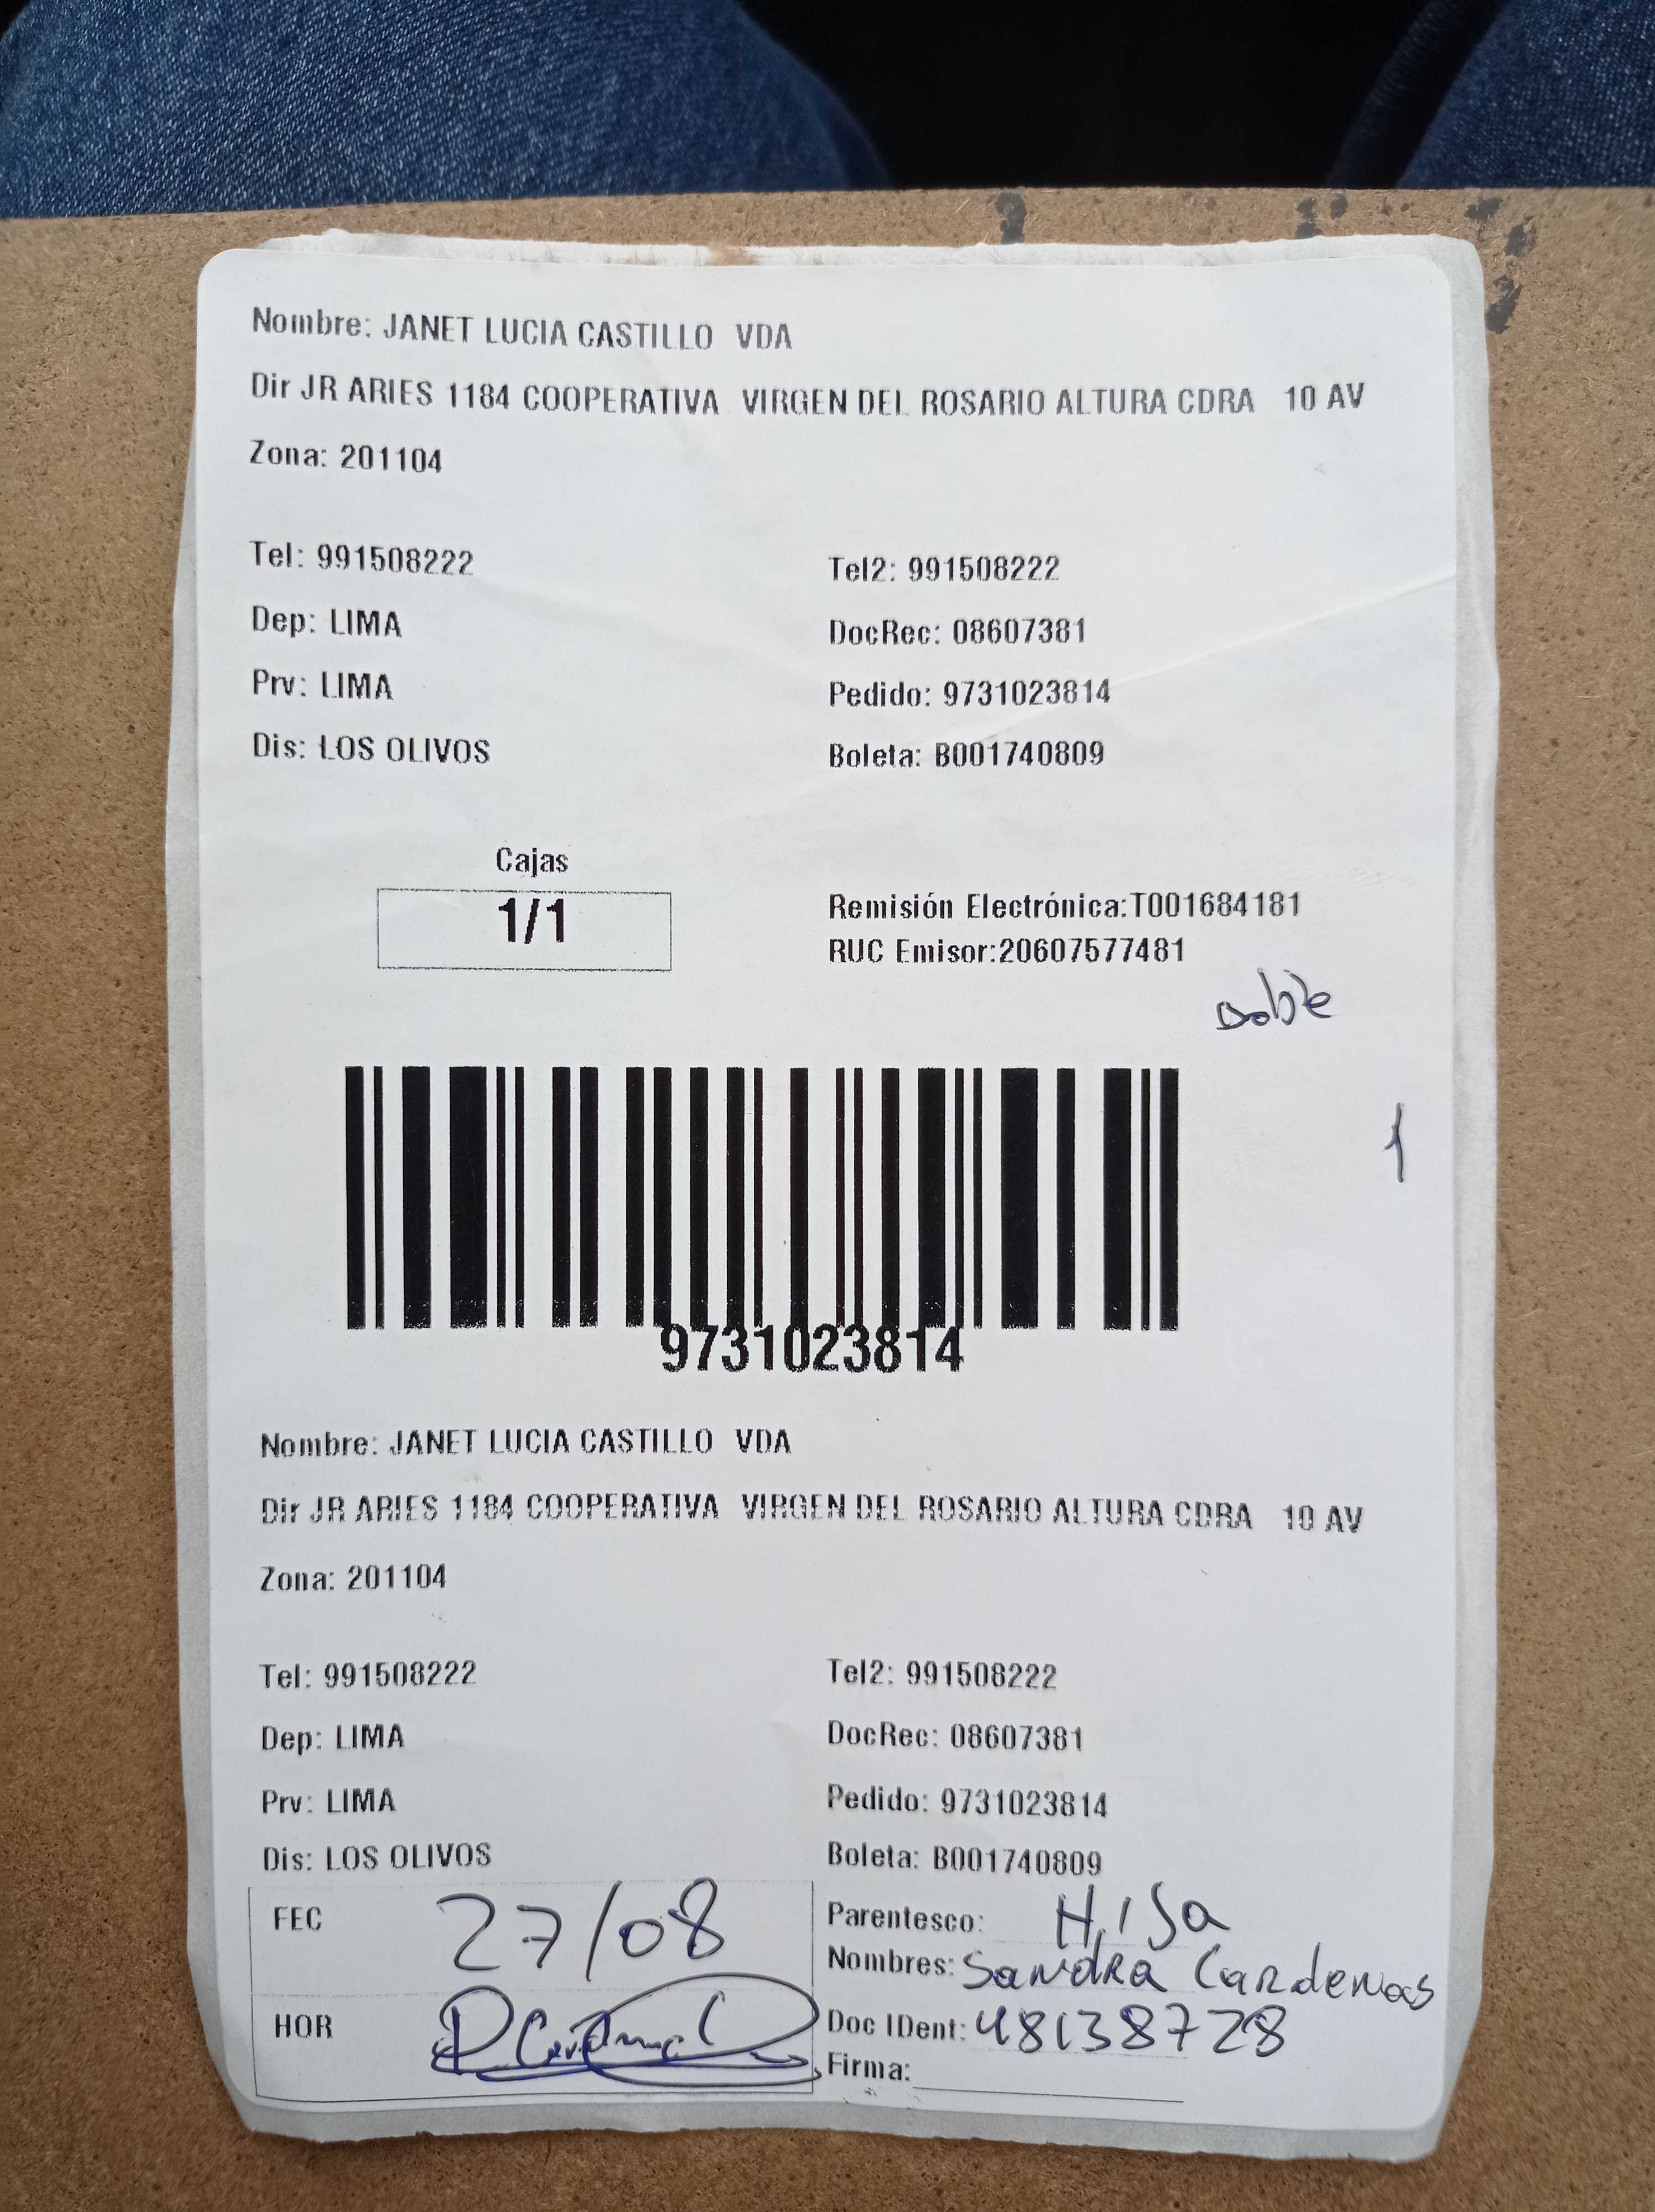 Nombre: JANET LUCIA CASTILLO VDA
Dir JR ARIES 1184 COOPERATIVA VIRGEN DEL ROSARIO ALTURA CDRA 10 AV
Zona: 201104
Tel: 991508222 Tel2: 991508222
Dep: LIMA DocRec: 08607381
Prv: LIMA Pedido: 9731023814
Dis: LOS OLIVOS Boleta: B001740809
Cajas
1/1
Remisión Electrónica:T001684181
RUC Emisor:20607577481
Doble
1
9731023814
Nombre: JANET LUCIA CASTILLO VDA
Dir JR ARIES 1184 COOPERATIVA VIRGEN DEL ROSARIO ALTURA CDRA 10 AV
Zona: 201104
Tel: 991508222 Tel2: 991508222
Dep: LIMA DocRec: 08607381
Prv: LIMA Pedido: 9731023814
Dis: LOS OLIVOS Boleta: B001740809
FEC 27/08 Parentesco: HiJa
Nombres: Sandra Cardenas
HOR Doc IDent: 48138728
Firma: